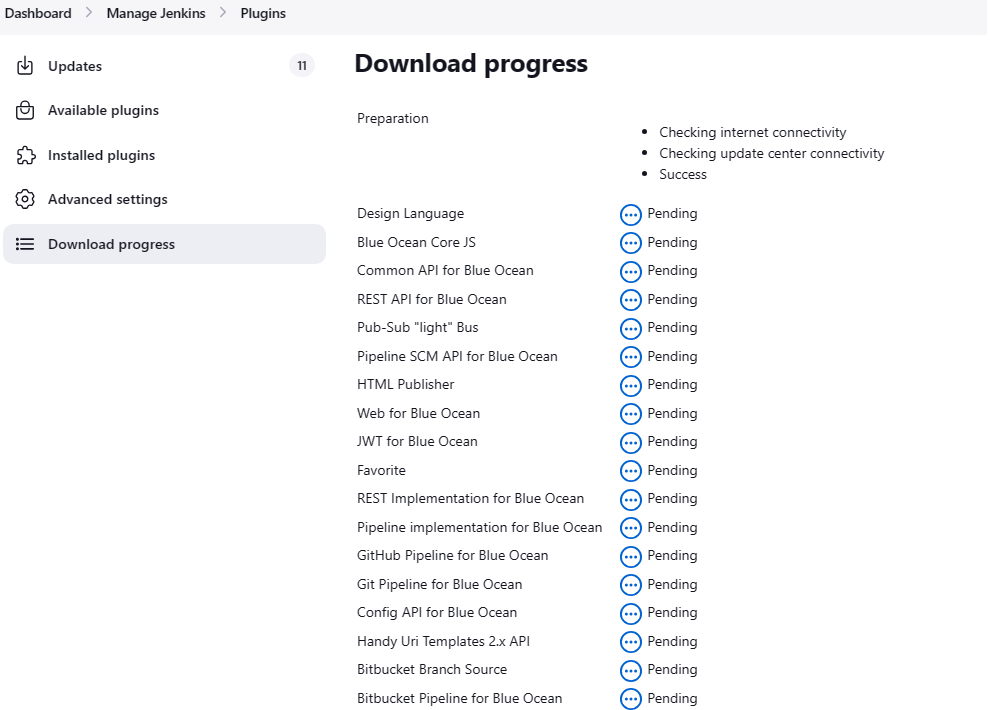 Dashboard > Manage Jenkins > Plugins
Updates 11
Available plugins
Installed plugins
Advanced settings
Download progress
Download progress
Preparation
• Checking internet connectivity
• Checking update center connectivity
• Success
Design Language Pending
Blue Ocean Core JS Pending
Common API for Blue Ocean Pending
REST API for Blue Ocean Pending
Pub-Sub "light" Bus Pending
Pipeline SCM API for Blue Ocean Pending
HTML Publisher Pending
Web for Blue Ocean Pending
JWT for Blue Ocean Pending
Favorite Pending
REST Implementation for Blue Ocean Pending
Pipeline implementation for Blue Ocean Pending
GitHub Pipeline for Blue Ocean Pending
Git Pipeline for Blue Ocean Pending
Config API for Blue Ocean Pending
Handy Uri Templates 2.x API Pending
Bitbucket Branch Source Pending
Bitbucket Pipeline for Blue Ocean Pending